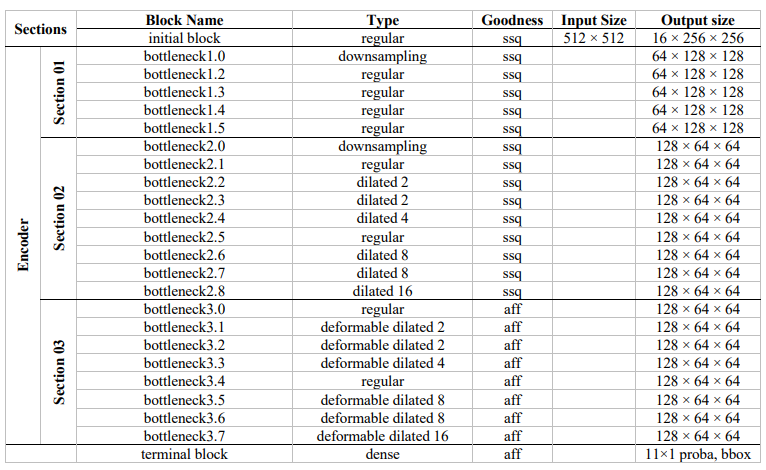 Sections Block Name Type Goodness Input Size Output size
initial block regular ssq 512 × 512 16 × 256 × 256
Encoder
Section 01
bottleneck1.0 downsampling ssq 64 × 128 × 128
bottleneck1.2 regular ssq 64 × 128 × 128
bottleneck1.3 regular ssq 64 × 128 × 128
bottleneck1.4 regular ssq 64 × 128 × 128
bottleneck1.5 regular ssq 64 × 128 × 128
Section 02
bottleneck2.0 downsampling ssq 128 × 64 × 64
bottleneck2.1 regular ssq 128 × 64 × 64
bottleneck2.2 dilated 2 ssq 128 × 64 × 64
bottleneck2.3 dilated 2 ssq 128 × 64 × 64
bottleneck2.4 dilated 4 ssq 128 × 64 × 64
bottleneck2.5 regular ssq 128 × 64 × 64
bottleneck2.6 dilated 8 ssq 128 × 64 × 64
bottleneck2.7 dilated 8 ssq 128 × 64 × 64
bottleneck2.8 dilated 16 ssq 128 × 64 × 64
Section 03
bottleneck3.0 regular aff 128 × 64 × 64
bottleneck3.1 deformable dilated 2 aff 128 × 64 × 64
bottleneck3.2 deformable dilated 2 aff 128 × 64 × 64
bottleneck3.3 deformable dilated 4 aff 128 × 64 × 64
bottleneck3.4 regular aff 128 × 64 × 64
bottleneck3.5 deformable dilated 8 aff 128 × 64 × 64
bottleneck3.6 deformable dilated 8 aff 128 × 64 × 64
bottleneck3.7 deformable dilated 16 aff 128 × 64 × 64
terminal block dense aff 11×1 proba, bbox